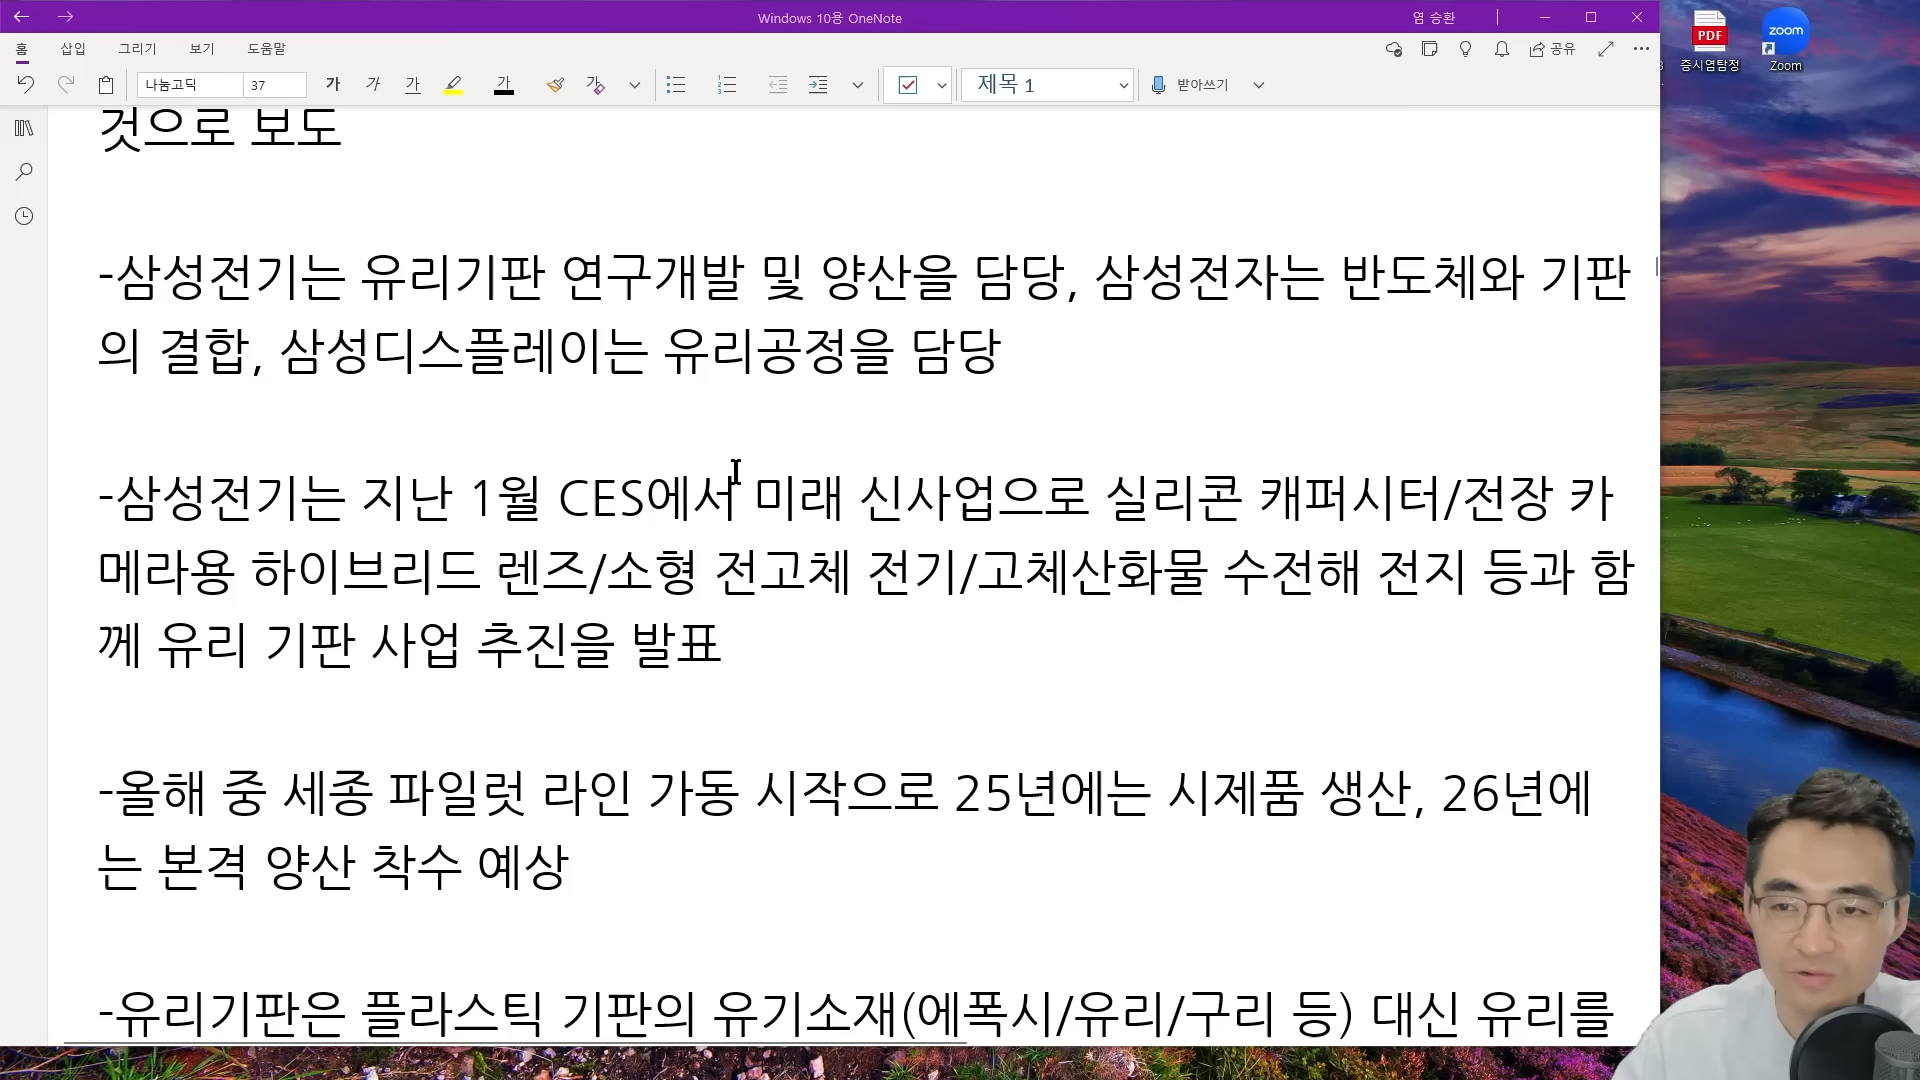 Windows 10용 OneNote
염 승환
홈 삽입 그리기 보기 도움말
공유
나눔고딕 37 가 가 가 가 가 제목 1 받아쓰기
PDF
증시염탐정
zoom
Zoom
것으로 보도
-삼성전기는 유리기판 연구개발 및 양산을 담당, 삼성전자는 반도체와 기판
의 결합, 삼성디스플레이는 유리공정을 담당
-삼성전기는 지난 1월 CES에서 미래 신사업으로 실리콘 캐퍼시터/전장 카
메라용 하이브리드 렌즈/소형 전고체 전기/고체산화물 수전해 전지 등과 함
께 유리 기판 사업 추진을 발표
-올해 중 세종 파일럿 라인 가동 시작으로 25년에는 시제품 생산, 26년에
는 본격 양산 착수 예상
-유리기판은 플라스틱 기판의 유기소재(에폭시/유리/구리 등) 대신 유리를